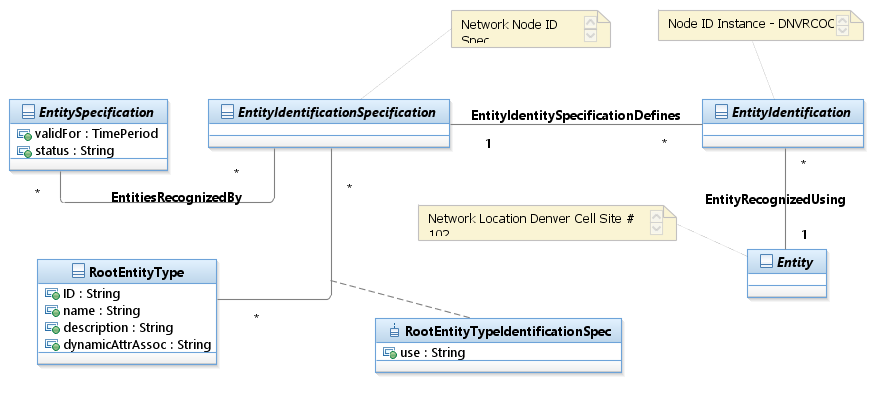 Network Node ID
Spec
Node ID Instance - DNVRCOC
EntitySpecification
validFor : TimePeriod
status : String
EntityIdentificationSpecification
EntityIdentitySpecificationDefines
1
*
EntityIdentification
*
*
EntitiesRecognizedBy
*
*
EntityRecognizedUsing
1
Network Location Denver Cell Site #
102
Entity
RootEntityType
ID : String
name : String
description : String
dynamicAttrAssoc : String
*
RootEntityTypeIdentificationSpec
use : String